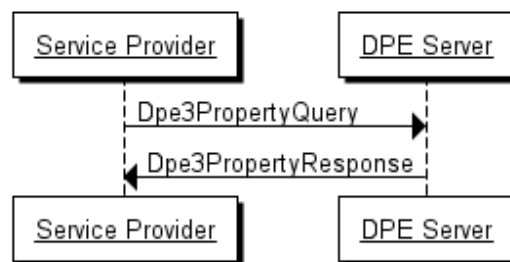 Service Provider
DPE Server
Dpe3PropertyQuery
Dpe3PropertyResponse
Service Provider
DPE Server